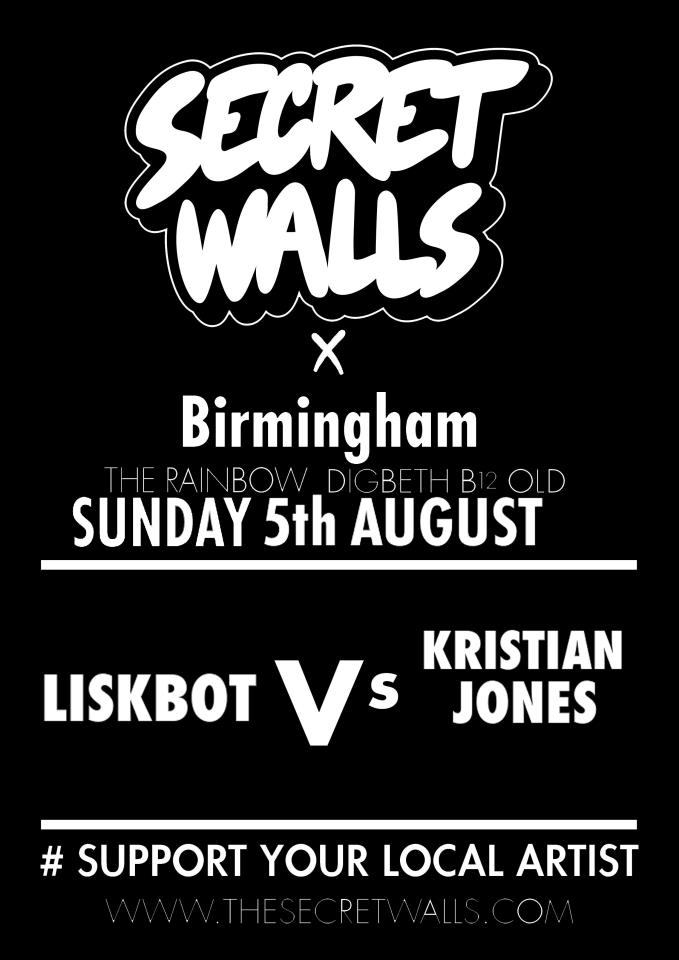 SECRET
WALLS
X
Birmingham
THE RAINBOW DIGBETH B12 OLD
SUNDAY 5th AUGUST
LISKBOT Vs KRISTIAN
JONES
# SUPPORT YOUR LOCAL ARTIST
WWW.THESECRETWALLS.COM